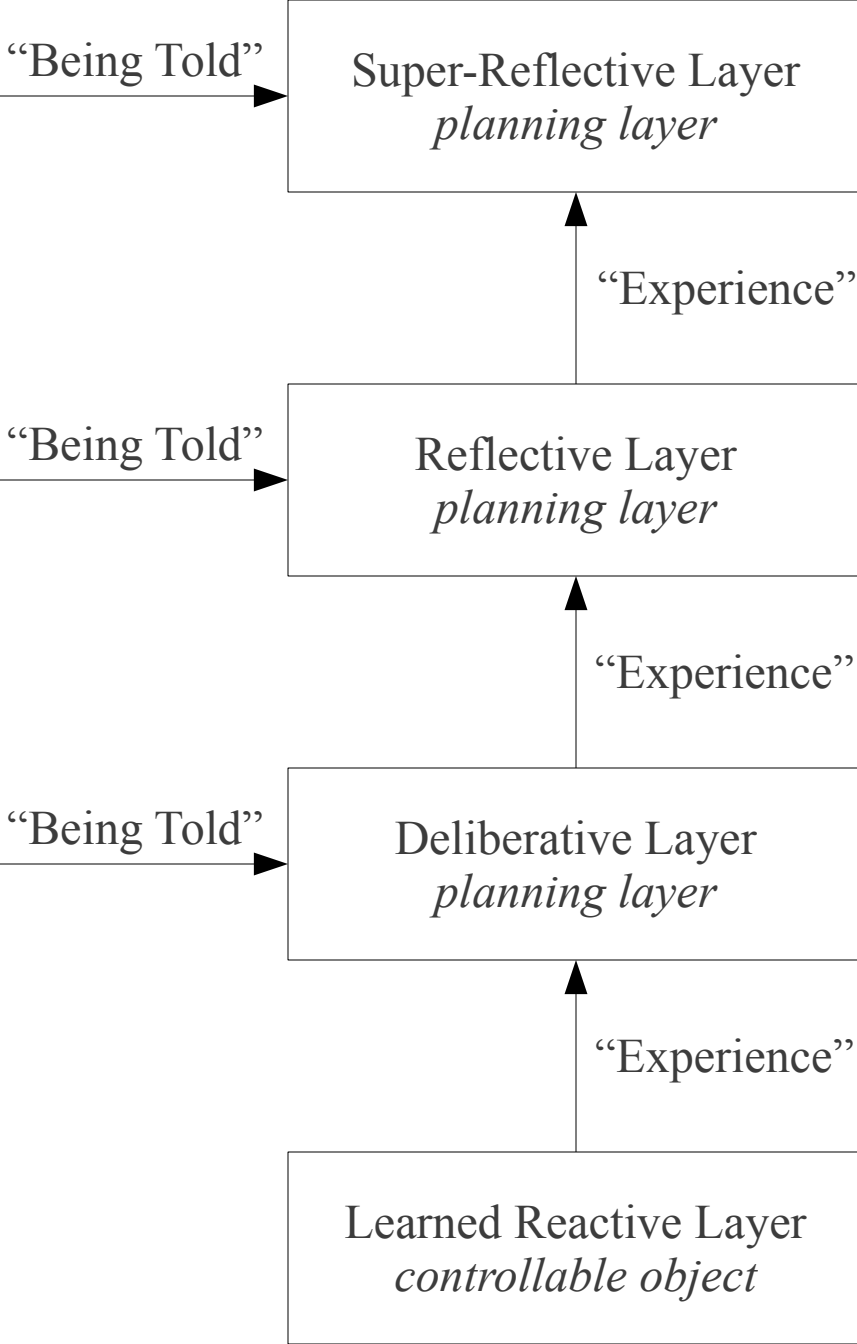 “Being Told”
Super-Reflective Layer
planning layer
“Experience”
“Being Told”
Reflective Layer
planning layer
“Experience”
“Being Told”
Deliberative Layer
planning layer
“Experience”
Learned Reactive Layer
controllable object